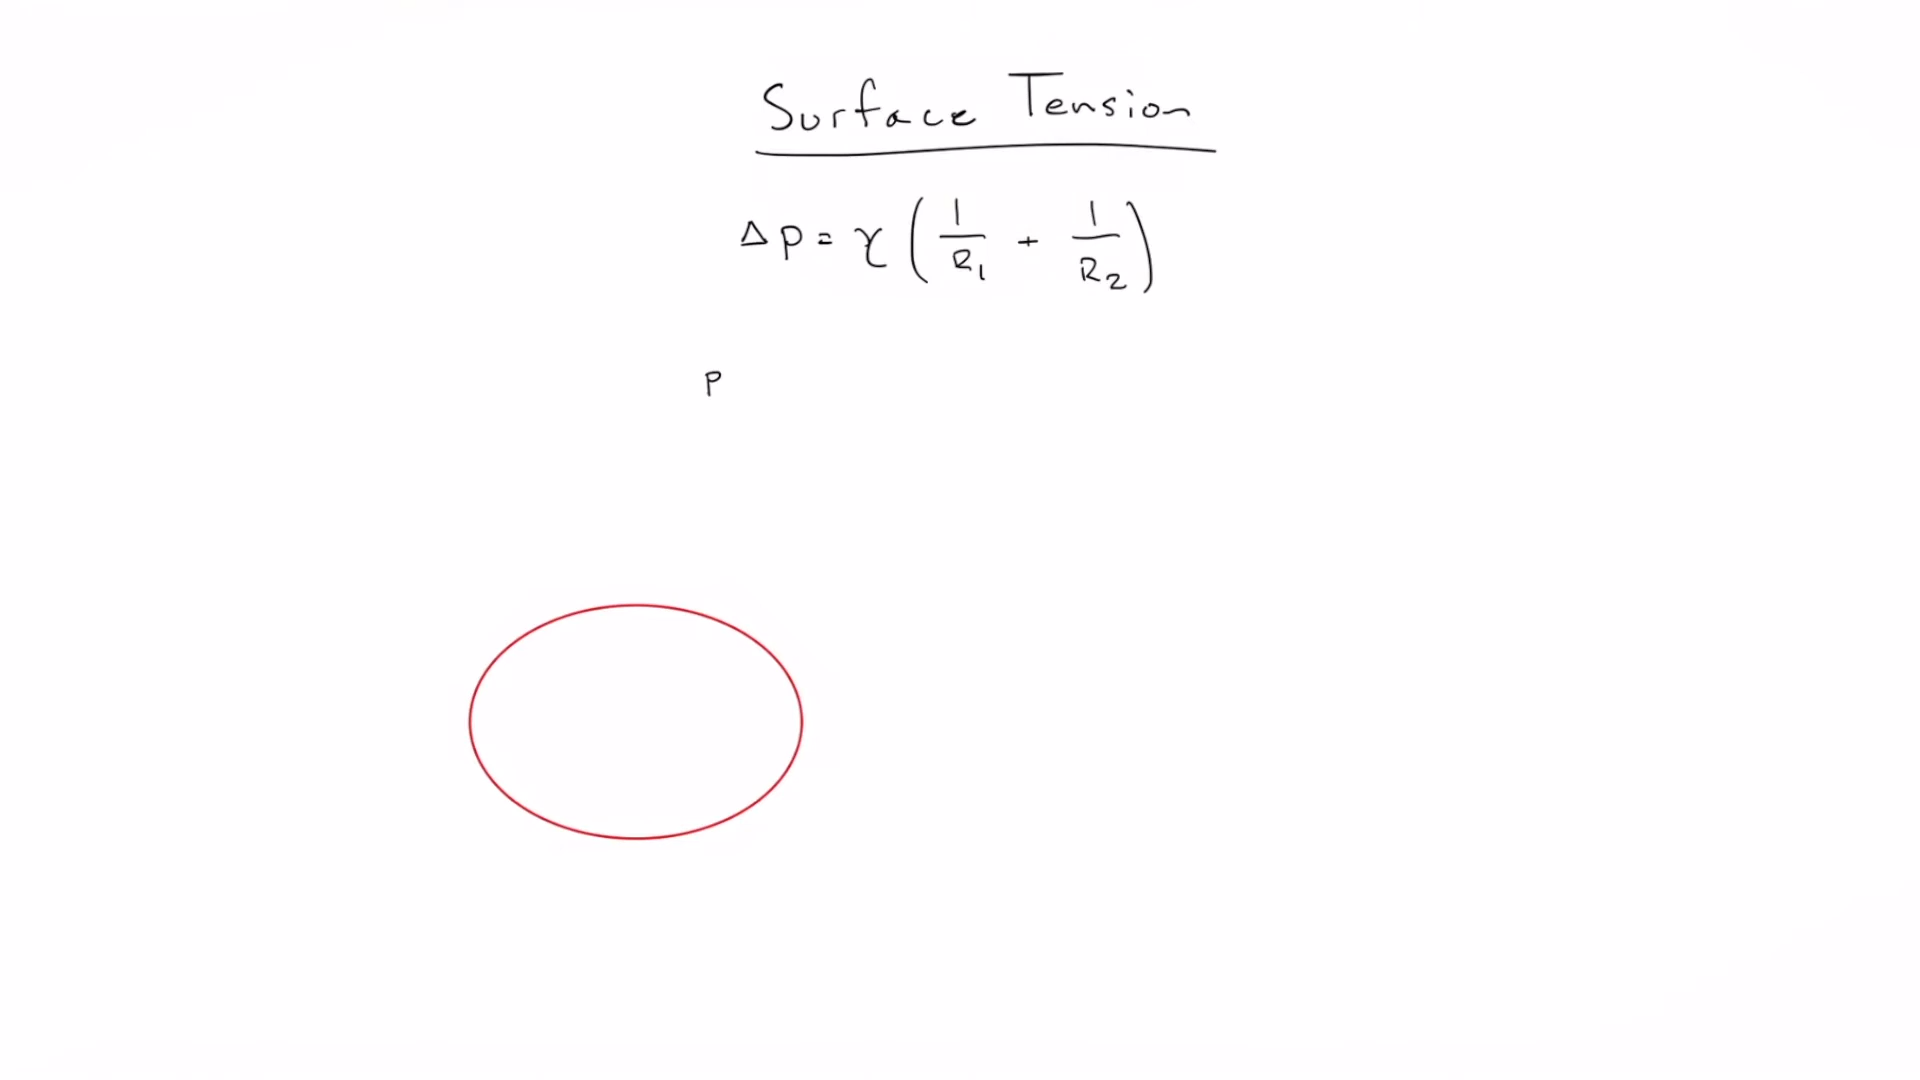 Surface Tension
Δp = γ (1/R₁ + 1/R₂)
P